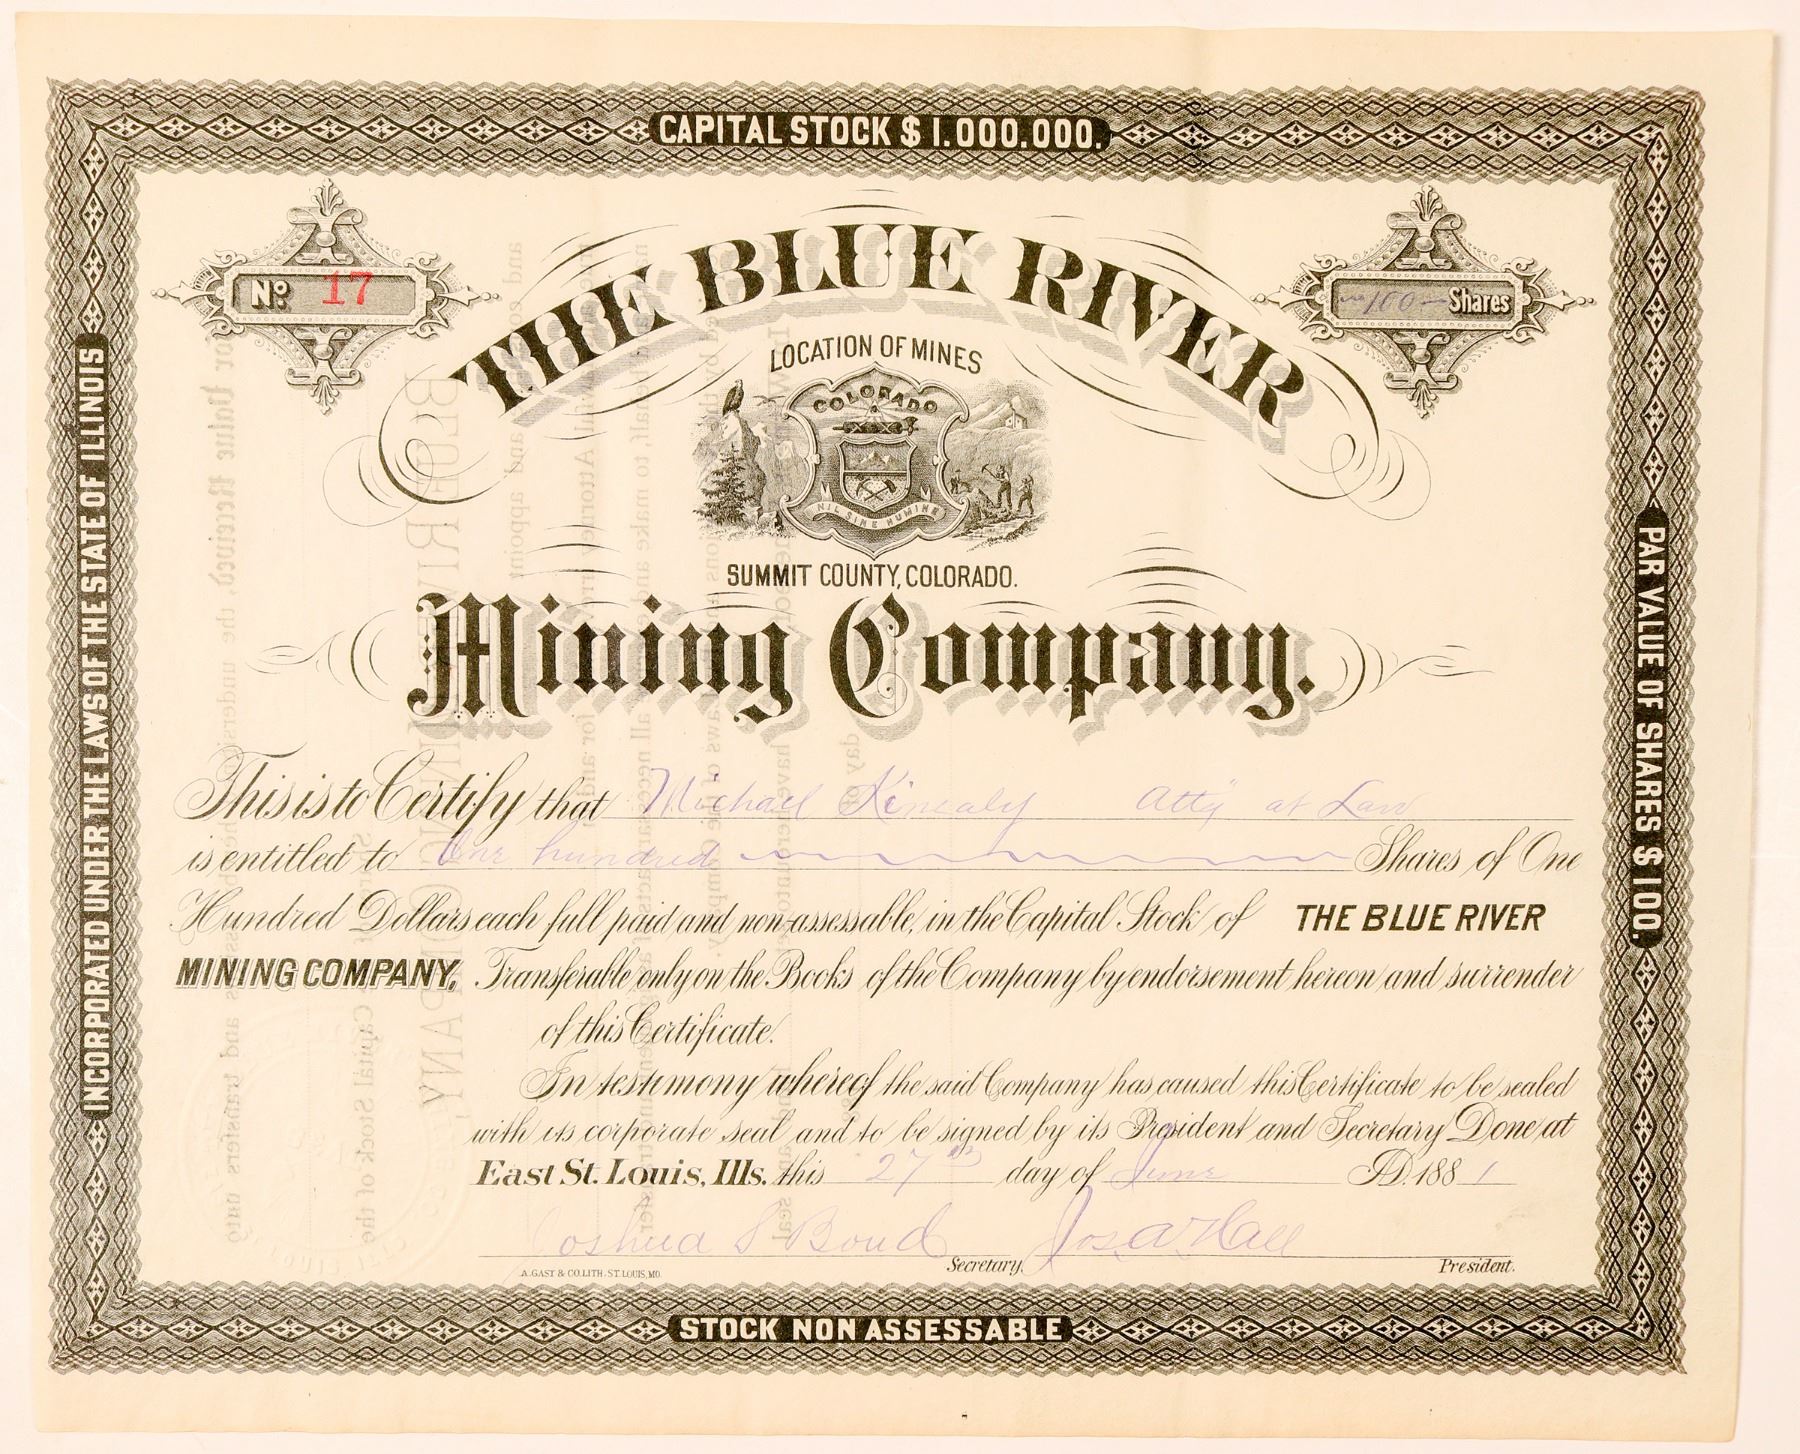 CAPITAL STOCK $ 1.000.000.
No. 17
100 Shares
THE BLUE RIVER
LOCATION OF MINES
COLORADO
NIL SINE NUMINE
SUMMIT COUNTY, COLORADO.
Mining Company.
INCORPORATED UNDER THE LAWS OF THE STATE OF ILLINOIS
PAR VALUE OF SHARES $ 100.
This is to Certify that Michael Kinealy Atty at Law
is entitled to One hundred Shares of One
Hundred Dollars each full paid and non-assessable, in the Capital Stock of THE BLUE RIVER
MINING COMPANY. Transferable only on the Books of the Company by endorsement hereon and surrender
of this Certificate.
In testimony whereof the said Company has caused this Certificate to be sealed
with its corporate seal and to be signed by its President and Secretary Done at
East St. Louis, Ills. this 27th day of June A.D. 1881
Joshua S Bond Secretary. Jos. A Hall President.
A. GAST & CO. LITH. ST. LOUIS, MO.
STOCK NON ASSESSABLE